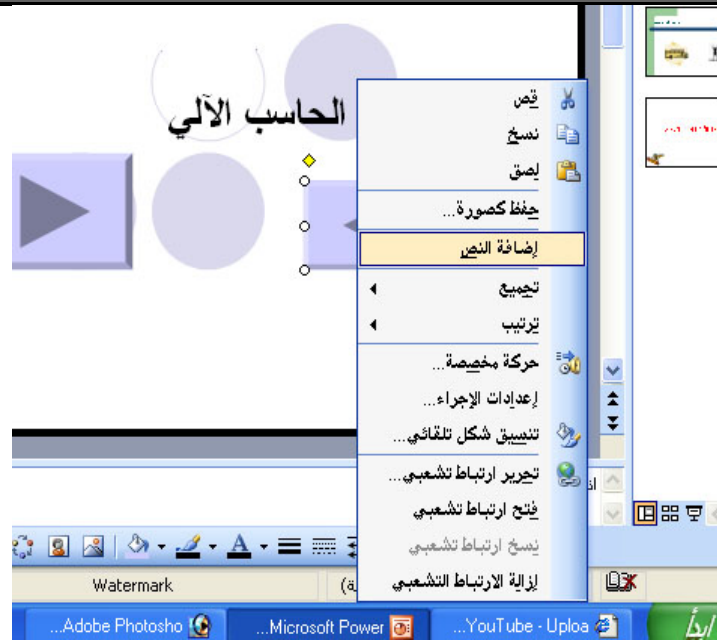 الحاسب الآلي
قص
نسخ
لصق
حفظ كصورة...
إضافة النص
تجميع
ترتيب
حركة مخصصة...
إعدادات الإجراء...
تنسيق شكل تلقائي...
تحرير ارتباط تشعبي...
فتح ارتباط تشعبي
نسخ ارتباط تشعبي
إزالة الارتباط التشعبي
Watermark
ابدأ
YouTube - Uploa...
Microsoft Power...
Adobe Photosho...